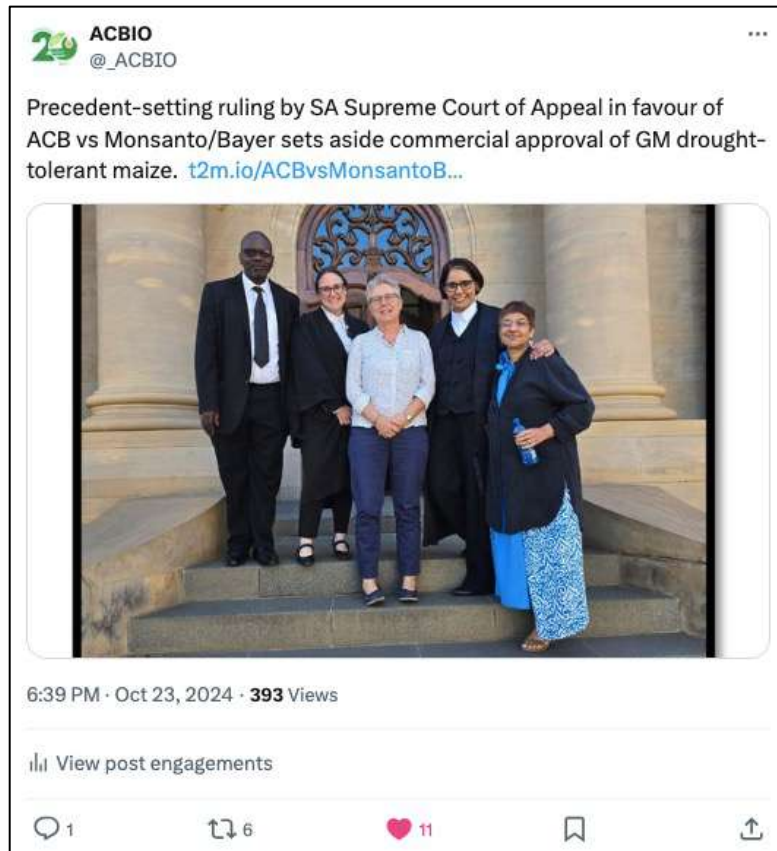 ACBIO
@_ACBIO
Precedent-setting ruling by SA Supreme Court of Appeal in favour of
ACB vs Monsanto/Bayer sets aside commercial approval of GM drought-
tolerant maize. t2m.io/ACBvsMonsantoB...
6:39 PM · Oct 23, 2024 · 393 Views
View post engagements
1 6 11